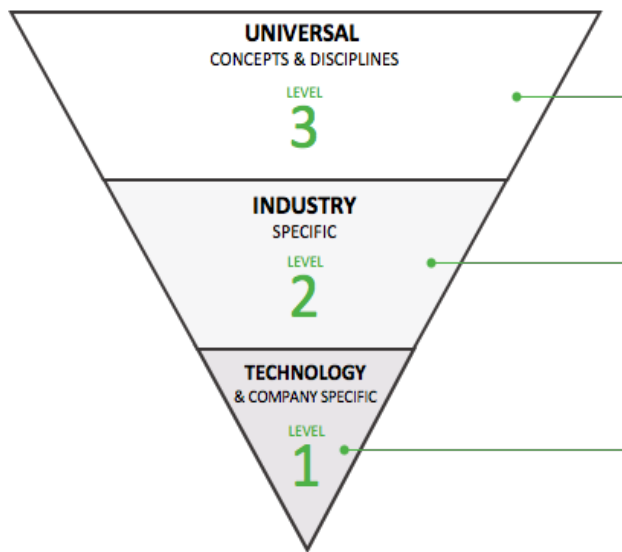 UNIVERSAL
CONCEPTS & DISCIPLINES
LEVEL
3
INDUSTRY
SPECIFIC
LEVEL
2
TECHNOLOGY
& COMPANY SPECIFIC
LEVEL
1